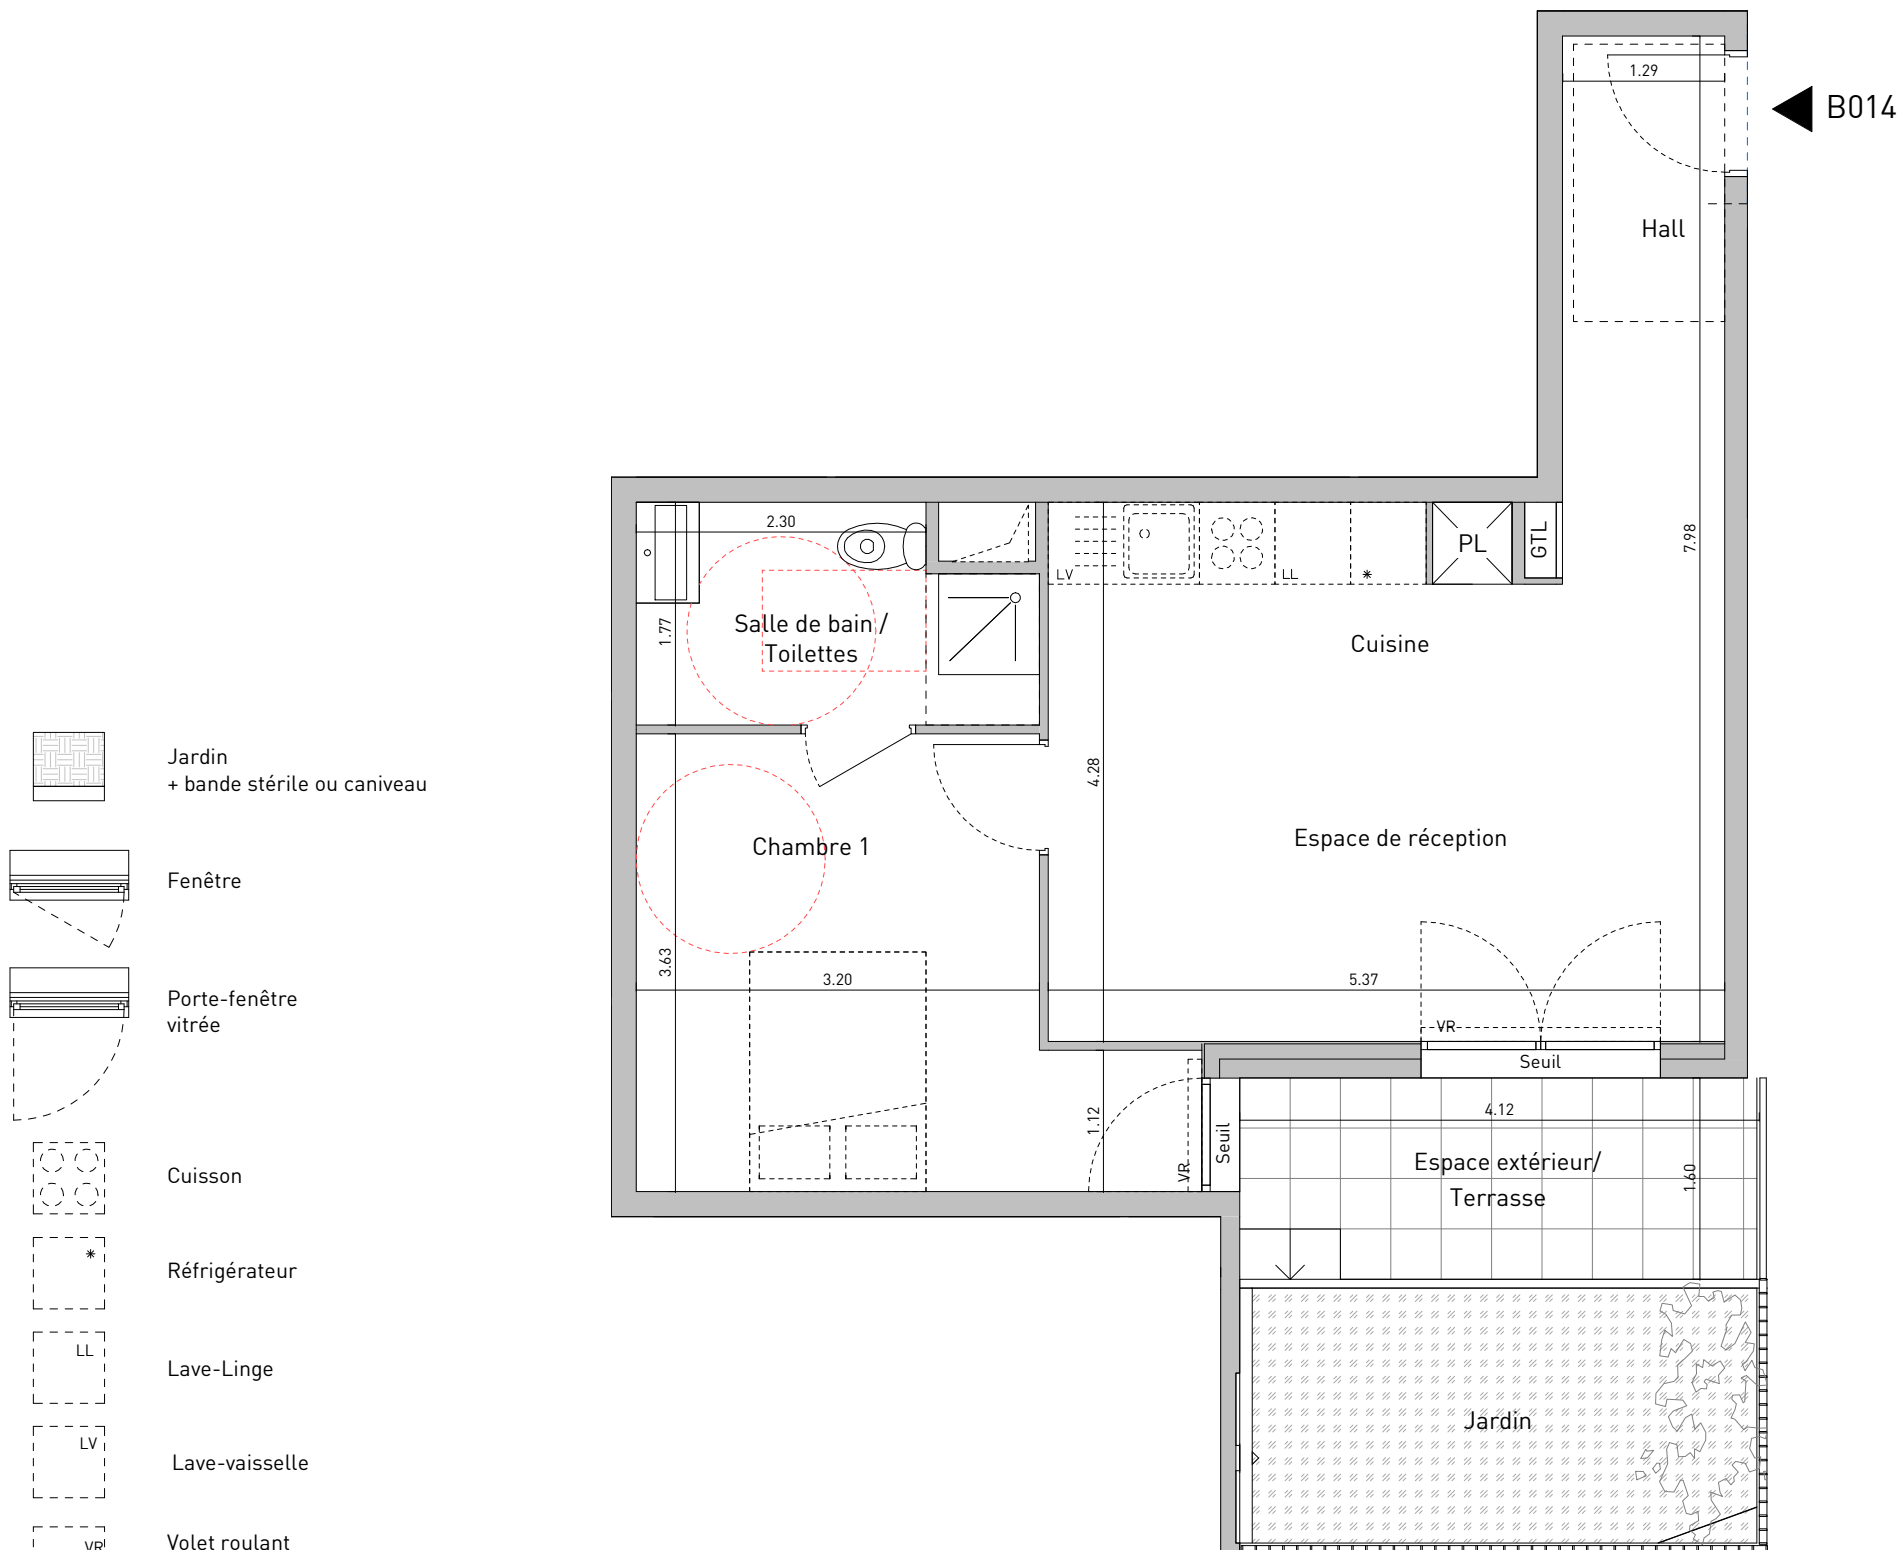 1.29
B014
Hall
2.30
7.98
PL
GTL
LV
LL
*
1.77
Salle de bain /
Toilettes
Cuisine
Jardin
+ bande stérile ou caniveau
4.28
Chambre 1
Espace de réception
Fenêtre
3.63
3.20
5.37
Porte-fenêtre
vitrée
VR
Seuil
4.12
1.12
Seuil
VR
Espace extérieur/
Terrasse
1.60
Cuisson
*
Réfrigérateur
LL
Lave-Linge
Jardin
LV
Lave-vaisselle
VR
Volet roulant